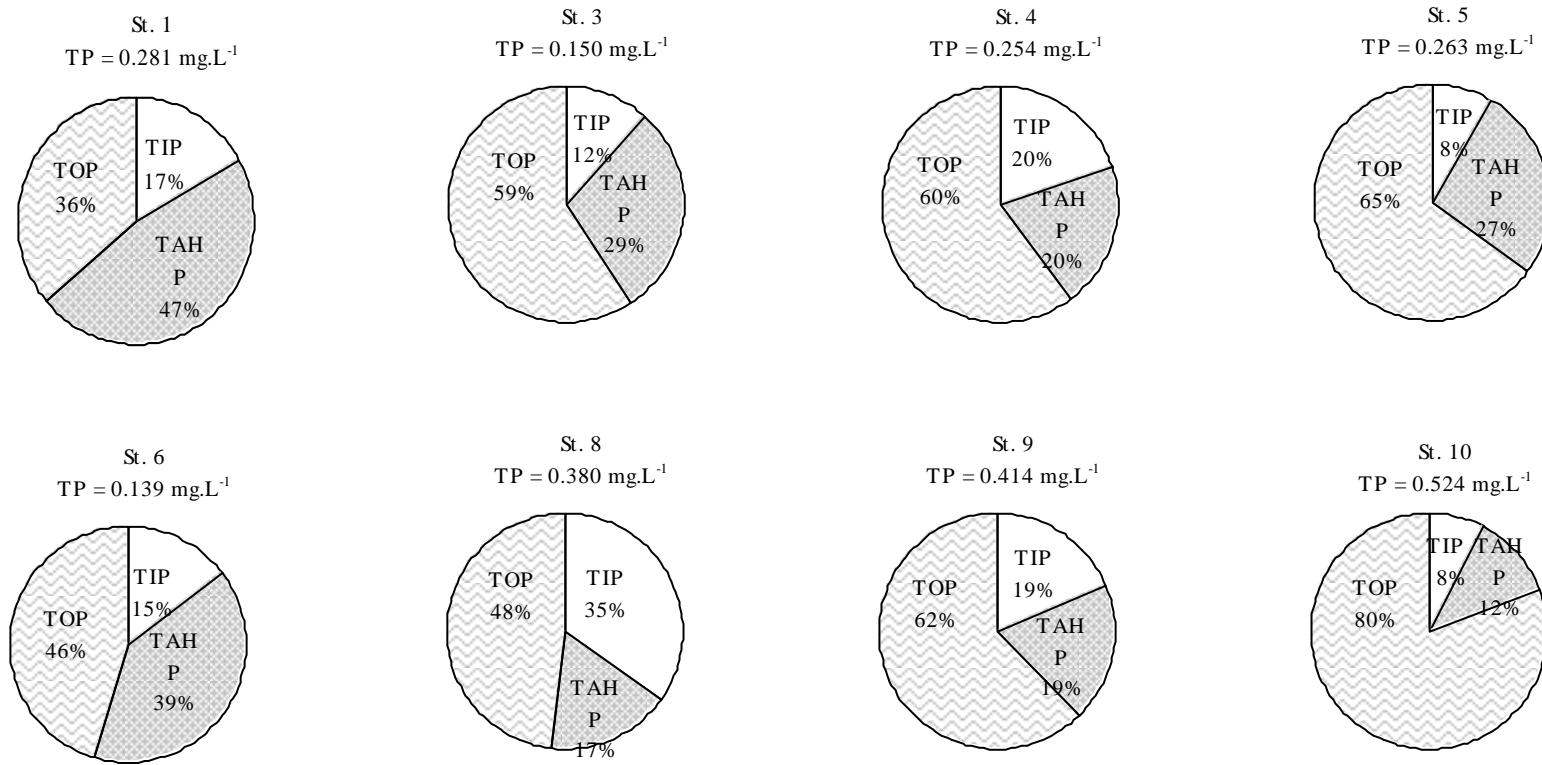 St. 1
TP = 0.281 mg.L-1
TIP
17%
TAH
P
47%
TOP
36%
St. 3
TP = 0.150 mg.L-1
TIP
12%
TAH
P
29%
TOP
59%
St. 4
TP = 0.254 mg.L-1
TIP
20%
TAH
P
20%
TOP
60%
St. 5
TP = 0.263 mg.L-1
TIP
8%
TAH
P
27%
TOP
65%
St. 6
TP = 0.139 mg.L-1
TIP
15%
TAH
P
39%
TOP
46%
St. 8
TP = 0.380 mg.L-1
TIP
35%
TAH
P
17%
TOP
48%
St. 9
TP = 0.414 mg.L-1
TIP
19%
TAH
P
19%
TOP
62%
St. 10
TP = 0.524 mg.L-1
TIP
8%
TAH
P
12%
TOP
80%